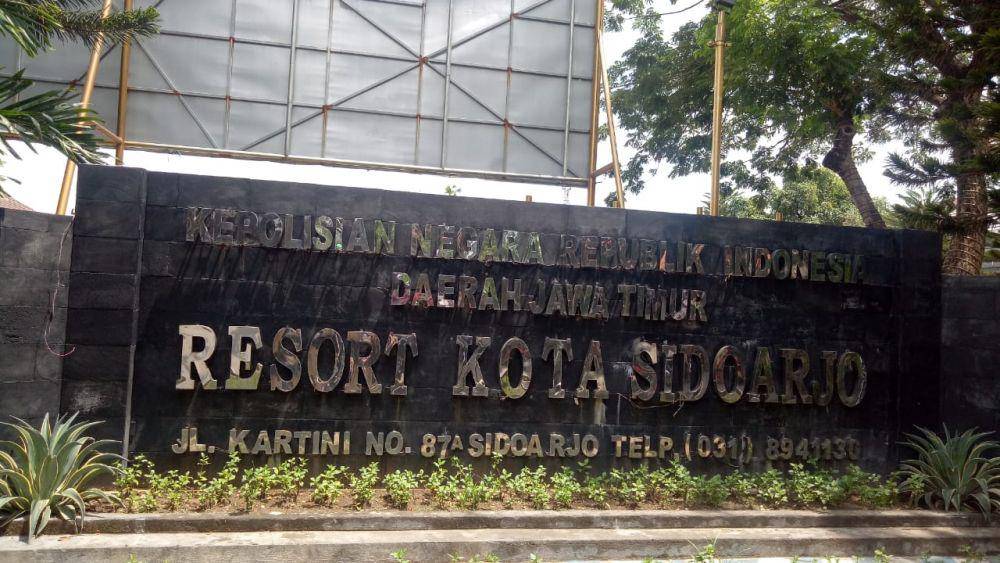 KEPOLISIAN NEGARA REPUBLIK INDONESIA
DAERAH JAWA TIMUR
RESORT KOTA SIDOARJO
JL. KARTINI NO. 87A SIDOARJO TELP. (031). 8941130